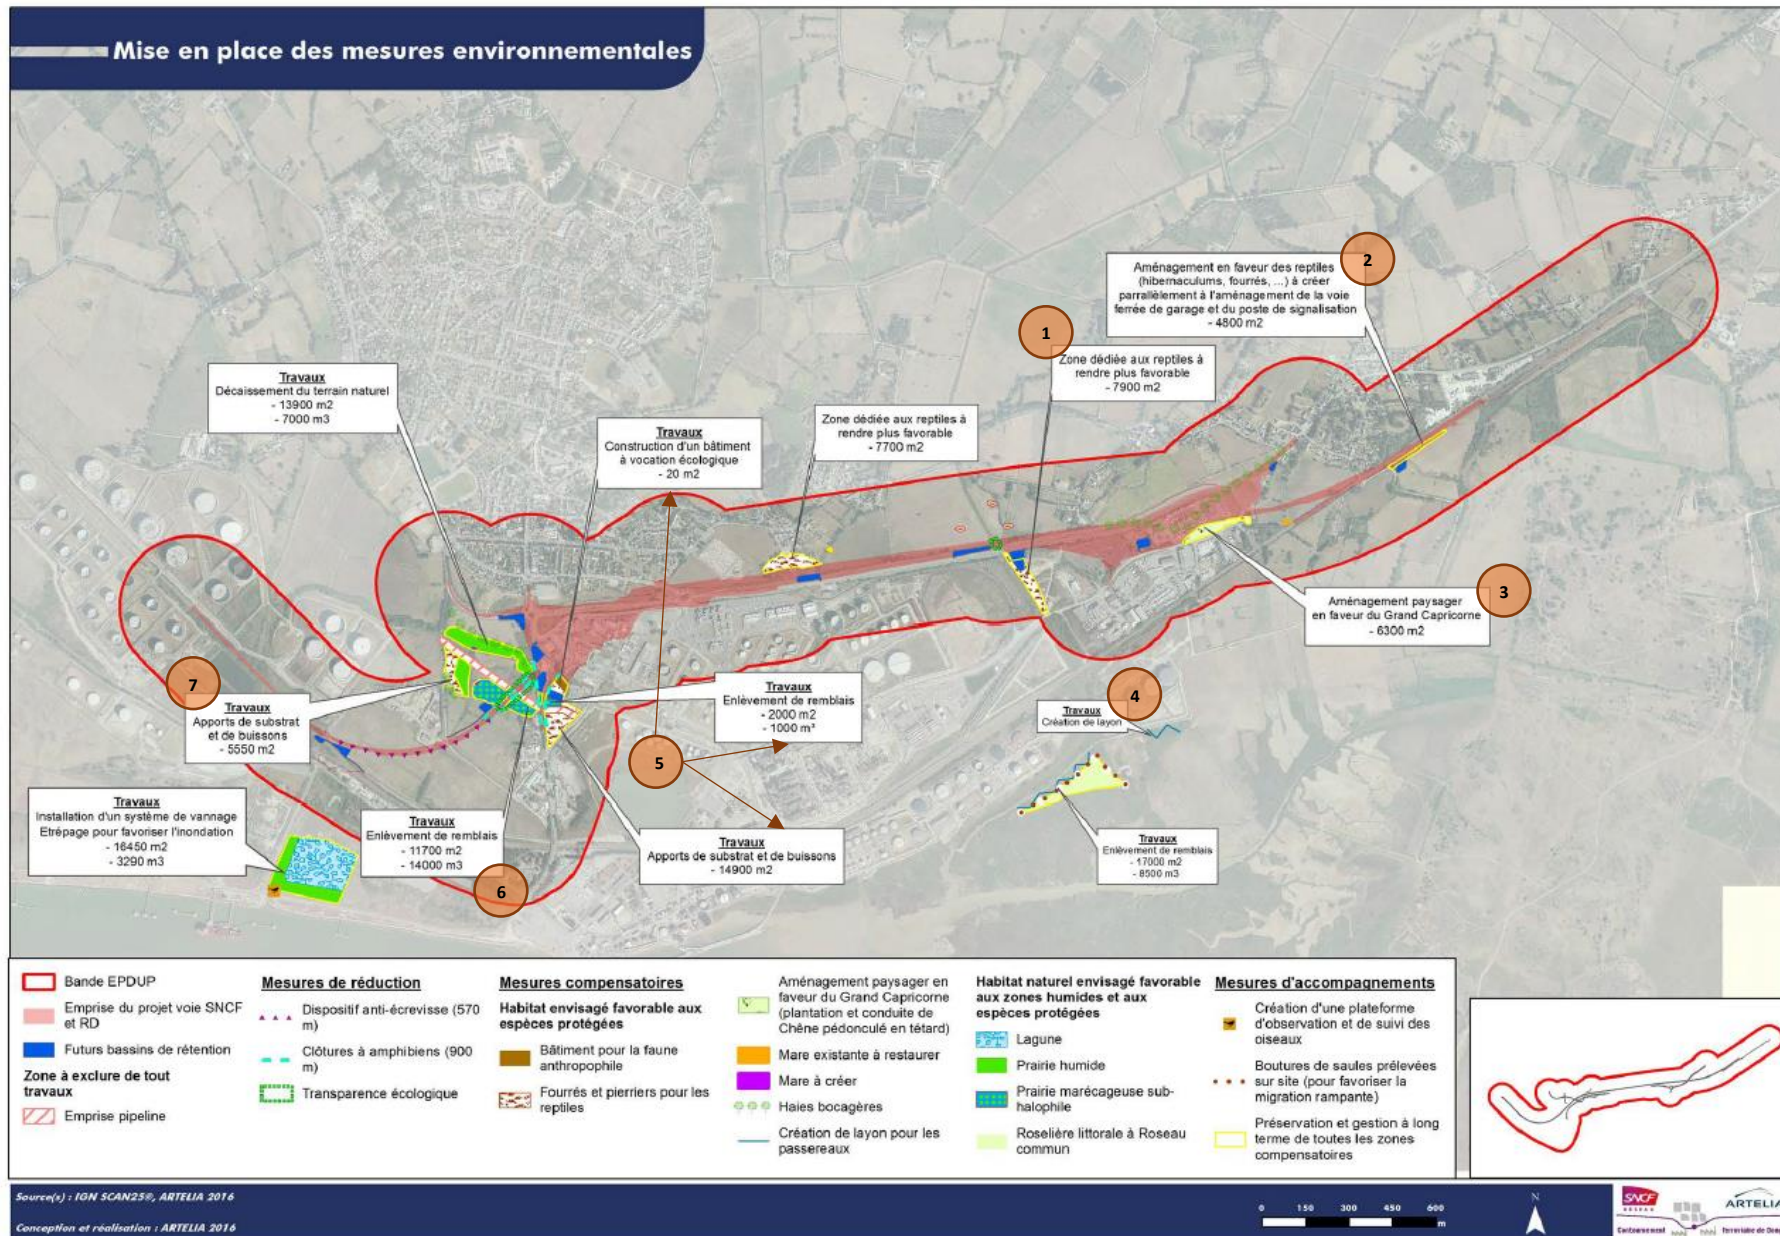 Mise en place des mesures environnementales
2
Aménagement en faveur des reptiles
(hibernaculums, fourrés, ...) à créer
parrallèlement à l'aménagement de la voie
ferrée de garage et du poste de signalisation
- 4800 m2
1
Zone dédiée aux reptiles à
rendre plus favorable
- 7900 m2
Travaux
Décaissement du terrain naturel
- 13900 m2
- 7000 m3
Travaux
Construction d'un bâtiment
à vocation écologique
- 20 m2
Zone dédiée aux reptiles à
rendre plus favorable
- 7700 m2
3
Aménagement paysager
en faveur du Grand Capricorne
- 6300 m2
7
Travaux
Apports de substrat
et de buissons
- 5550 m2
Travaux
Enlèvement de remblais
- 2000 m2
- 1000 m³
4
Travaux
Création de layon
5
Travaux
Installation d'un système de vannage
Etrépage pour favoriser l'inondation
- 16450 m2
- 3290 m3
Travaux
Enlèvement de remblais
- 11700 m2
- 14000 m3
6
Travaux
Apports de substrat et de buissons
- 14900 m2
Travaux
Enlèvement de remblais
- 17000 m2
- 8500 m3
Bande EPDUP
Emprise du projet voie SNCF
et RD
Futurs bassins de rétention
Zone à exclure de tout
travaux
Emprise pipeline
Mesures de réduction
Dispositif anti-écrevisse (570
m)
Clôtures à amphibiens (900
m)
Transparence écologique
Mesures compensatoires
Habitat envisagé favorable aux
espèces protégées
Bâtiment pour la faune
anthropophile
Fourrés et pierriers pour les
reptiles
Aménagement paysager en
faveur du Grand Capricorne
(plantation et conduite de
Chêne pédonculé en tétard)
Mare existante à restaurer
Mare à créer
Haies bocagères
Création de layon pour les
passereaux
Habitat naturel envisagé favorable
aux zones humides et aux
espèces protégées
Lagune
Prairie humide
Prairie marécageuse sub-
halophile
Roselière littorale à Roseau
commun
Mesures d'accompagnements
Création d'une plateforme
d'observation et de suivi des
oiseaux
Boutures de saules prélevées
sur site (pour favoriser la
migration rampante)
Préservation et gestion à long
terme de toutes les zones
compensatoires
Source(s) : IGN SCAN25®, ARTELIA 2016
Conception et réalisation : ARTELIA 2016
0 150 300 450 600
m
N
SNCF
RÉSEAU
ARTELIA
Contournement
Ferroviaire de Don